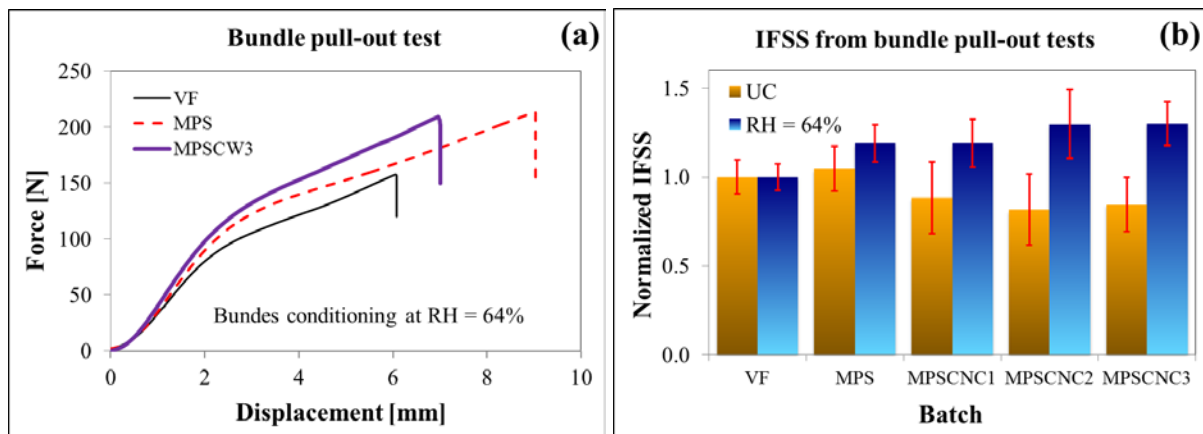 Bundle pull-out test
(a)
250
200
150
100
50
0
VF
MPS
MPSCW3
Force [N]
Bundes conditioning at RH = 64%
0 2 4 6 8 10
Displacement [mm]
IFSS from bundle pull-out tests
(b)
1.5
1.0
0.5
0.0
UC
RH = 64%
Normalized IFSS
VF MPS MPSCNC1 MPSCNC2 MPSCNC3
Batch